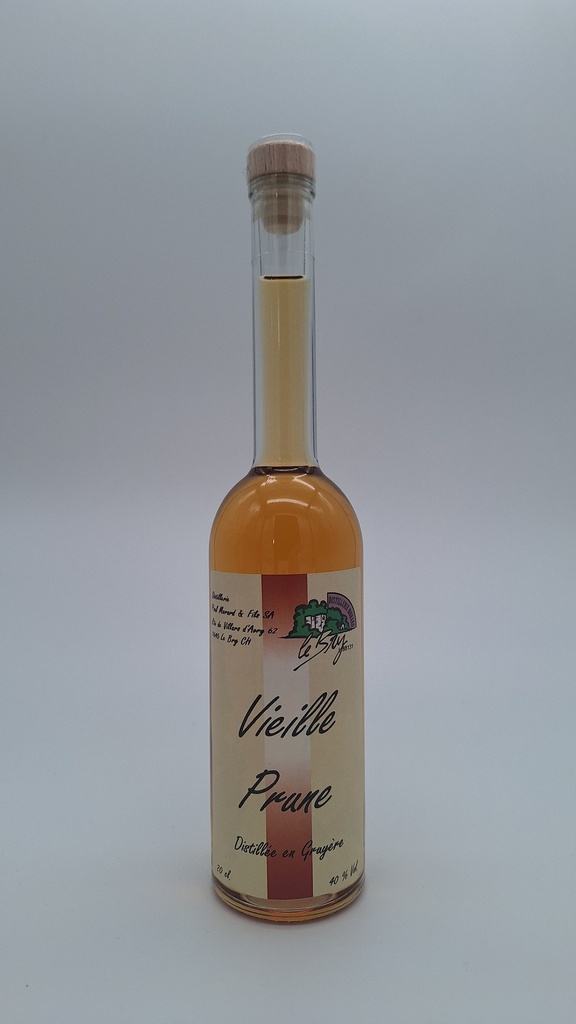 Distillerie
Paul Morard & Fils SA
Rte de Villars d'Avry 62
1645 Le Bry CH
le Bry
Vieille
Prune
Distillée en Gruyère
70 cl.
40 % Vol